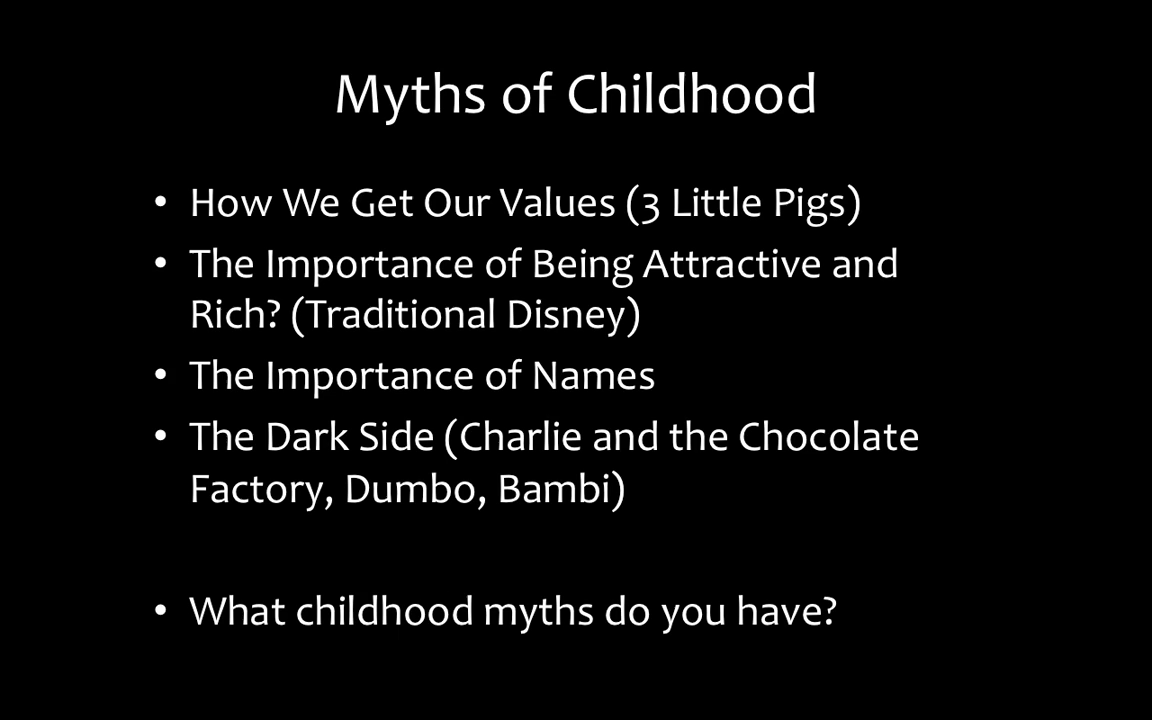 Myths of Childhood
• How We Get Our Values (3 Little Pigs)
• The Importance of Being Attractive and
Rich? (Traditional Disney)
• The Importance of Names
• The Dark Side (Charlie and the Chocolate
Factory, Dumbo, Bambi)
• What childhood myths do you have?